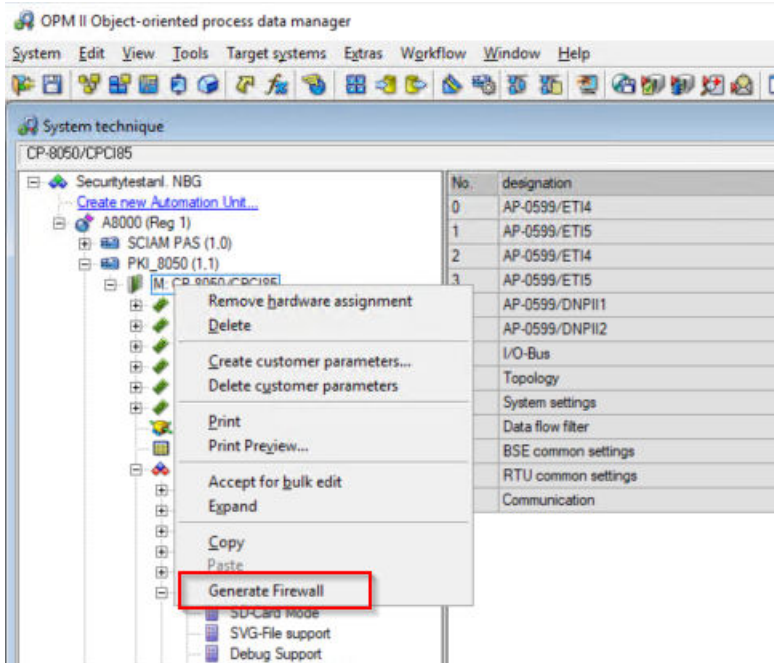 OPM II Object-oriented process data manager
System Edit View Tools Target systems Extras Workflow Window Help
System technique
CP-8050/CPCI85
Securitytestanl. NBG
Create new Automation Unit...
A8000 (Reg 1)
SCIAM PAS (1.0)
PKI_8050 (1.1)
M: CP-8050/CPCI85
Remove hardware assignment
Delete
Create customer parameters...
Delete customer parameters
Print
Print Preview...
Accept for bulk edit
Expand
Copy
Paste
Generate Firewall
SD-Card Mode
SVG-File support
Debug Support
No. designation
0 AP-0599/ETI4
1 AP-0599/ETI5
2 AP-0599/ETI4
3 AP-0599/ETI5
AP-0599/DNPII1
AP-0599/DNPII2
I/O-Bus
Topology
System settings
Data flow filter
BSE common settings
RTU common settings
Communication